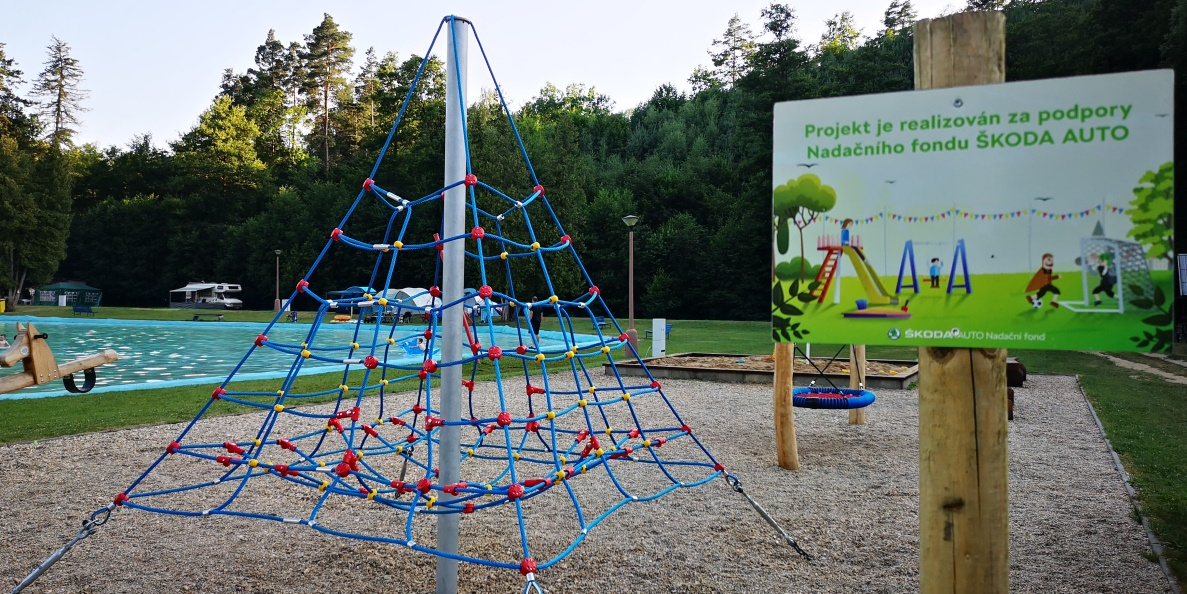 Projekt je realizován za podpory
Nadačního fondu ŠKODA AUTO
ŠKODA AUTO Nadační fond